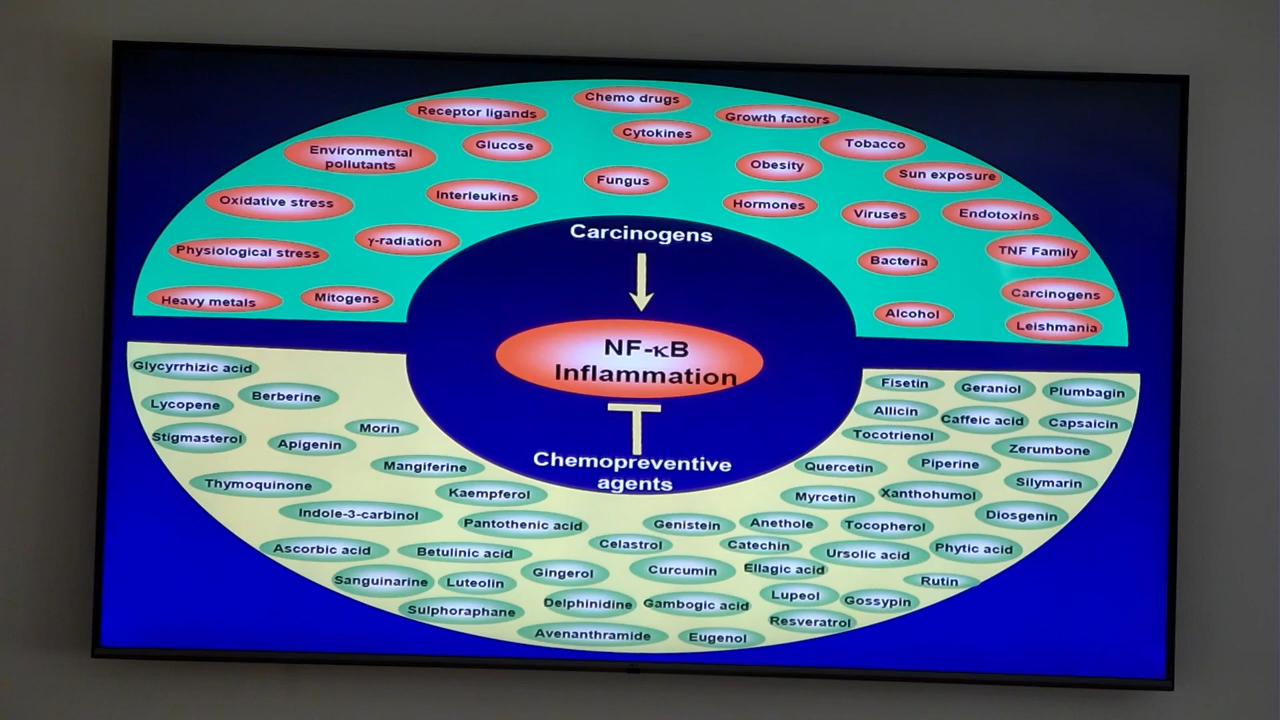 Chemo drugs
Receptor ligands
Growth factors
Cytokines
Glucose
Tobacco
Environmental
pollutants
Obesity
Sun exposure
Fungus
Interleukins
Oxidative stress
Hormones
Viruses
Endotoxins
γ-radiation
Physiological stress
TNF Family
Bacteria
Heavy metals
Mitogens
Carcinogens
Alcohol
Leishmania
Carcinogens
NF-κB
Inflammation
Chemopreventive
agents
Glycyrrhizic acid
Berberine
Lycopene
Morin
Stigmasterol
Apigenin
Mangiferine
Thymoquinone
Kaempferol
Indole-3-carbinol
Pantothenic acid
Ascorbic acid
Betulinic acid
Sanguinarine
Luteolin
Gingerol
Sulphoraphane
Delphinidine
Avenanthramide
Fisetin
Geraniol
Plumbagin
Allicin
Caffeic acid
Capsaicin
Tocotrienol
Zerumbone
Quercetin
Piperine
Silymarin
Myrcetin
Xanthohumol
Diosgenin
Genistein
Anethole
Tocopherol
Celastrol
Catechin
Ursolic acid
Phytic acid
Curcumin
Ellagic acid
Rutin
Gambogic acid
Lupeol
Gossypin
Resveratrol
Eugenol